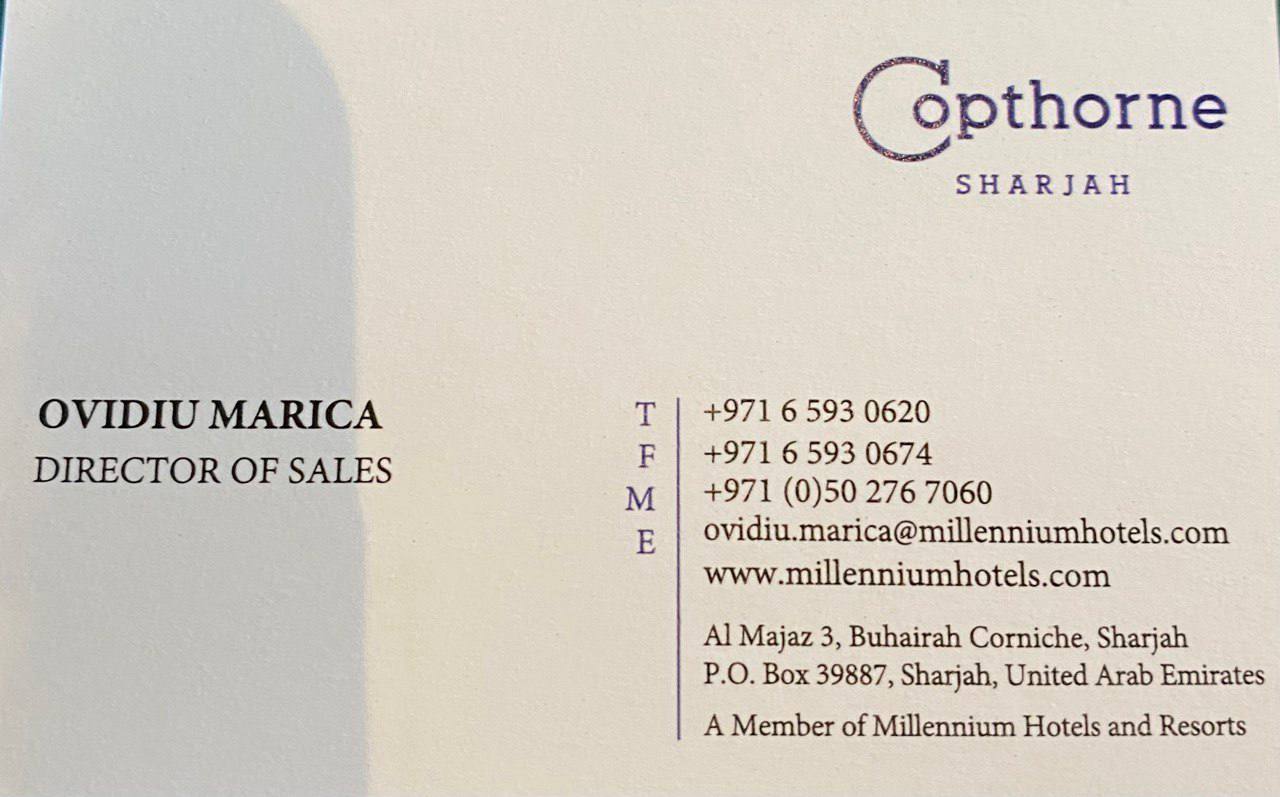 Copthorne
SHARJAH
OVIDIU MARICA
DIRECTOR OF SALES
T +971 6 593 0620
F +971 6 593 0674
M +971 (0)50 276 7060
E ovidiu.marica@millenniumhotels.com
www.millenniumhotels.com
Al Majaz 3, Buhairah Corniche, Sharjah
P.O. Box 39887, Sharjah, United Arab Emirates
A Member of Millennium Hotels and Resorts